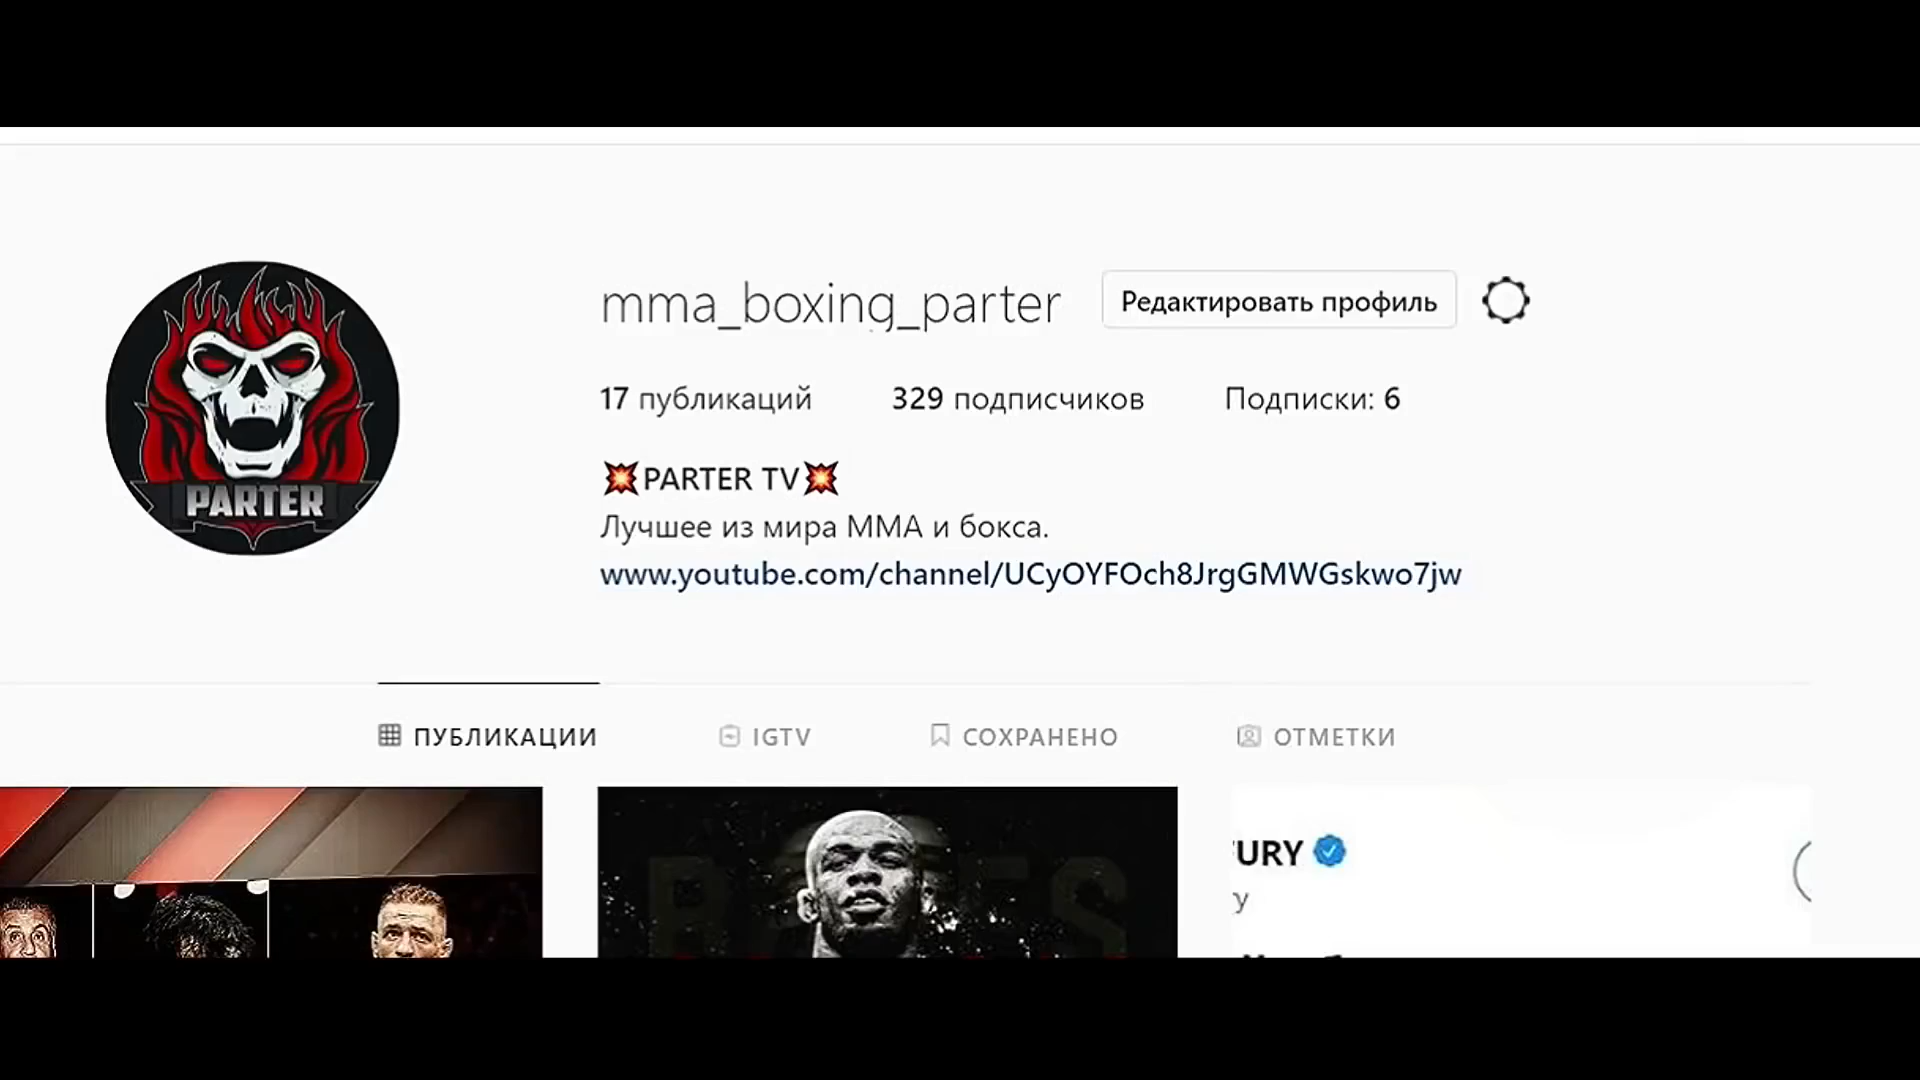 mma_boxing_parter
Редактировать профиль
17 публикаций
329 подписчиков
Подписки: 6
💥PARTER TV💥
Лучшее из мира ММА и бокса.
www.youtube.com/channel/UCyOYFOch8JrgGMWGskwo7jw
PARTER
ПУБЛИКАЦИИ
IGTV
СОХРАНЕНО
ОТМЕТКИ
URY